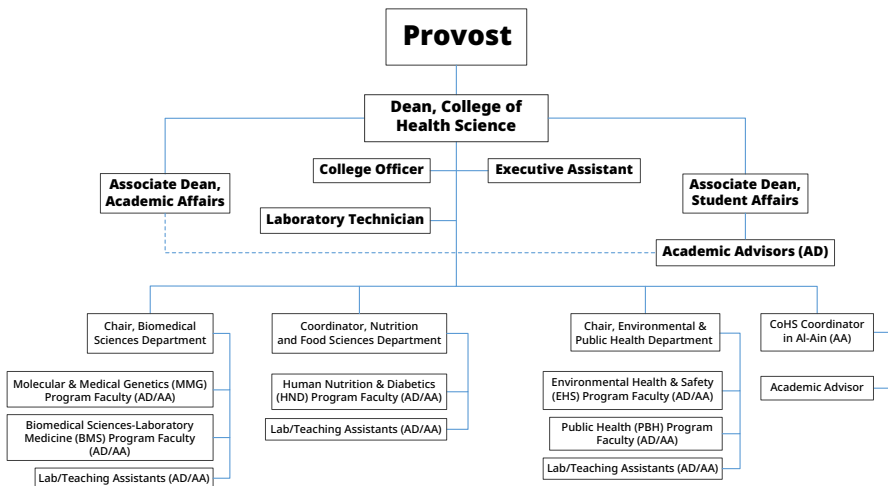 Provost
Dean, College of
Health Science
College Officer
Executive Assistant
Associate Dean,
Academic Affairs
Associate Dean,
Student Affairs
Laboratory Technician
Academic Advisors (AD)
Chair, Biomedical
Sciences Department
Coordinator, Nutrition
and Food Sciences Department
Chair, Environmental &
Public Health Department
CoHS Coordinator
in Al-Ain (AA)
Molecular & Medical Genetics (MMG)
Program Faculty (AD/AA)
Human Nutrition & Diabetics
(HND) Program Faculty (AD/AA)
Environmental Health & Safety
(EHS) Program Faculty (AD/AA)
Academic Advisor
Biomedical Sciences-Laboratory
Medicine (BMS) Program Faculty
(AD/AA)
Lab/Teaching Assistants (AD/AA)
Public Health (PBH) Program
Faculty (AD/AA)
Lab/Teaching Assistants (AD/AA)
Lab/Teaching Assistants (AD/AA)